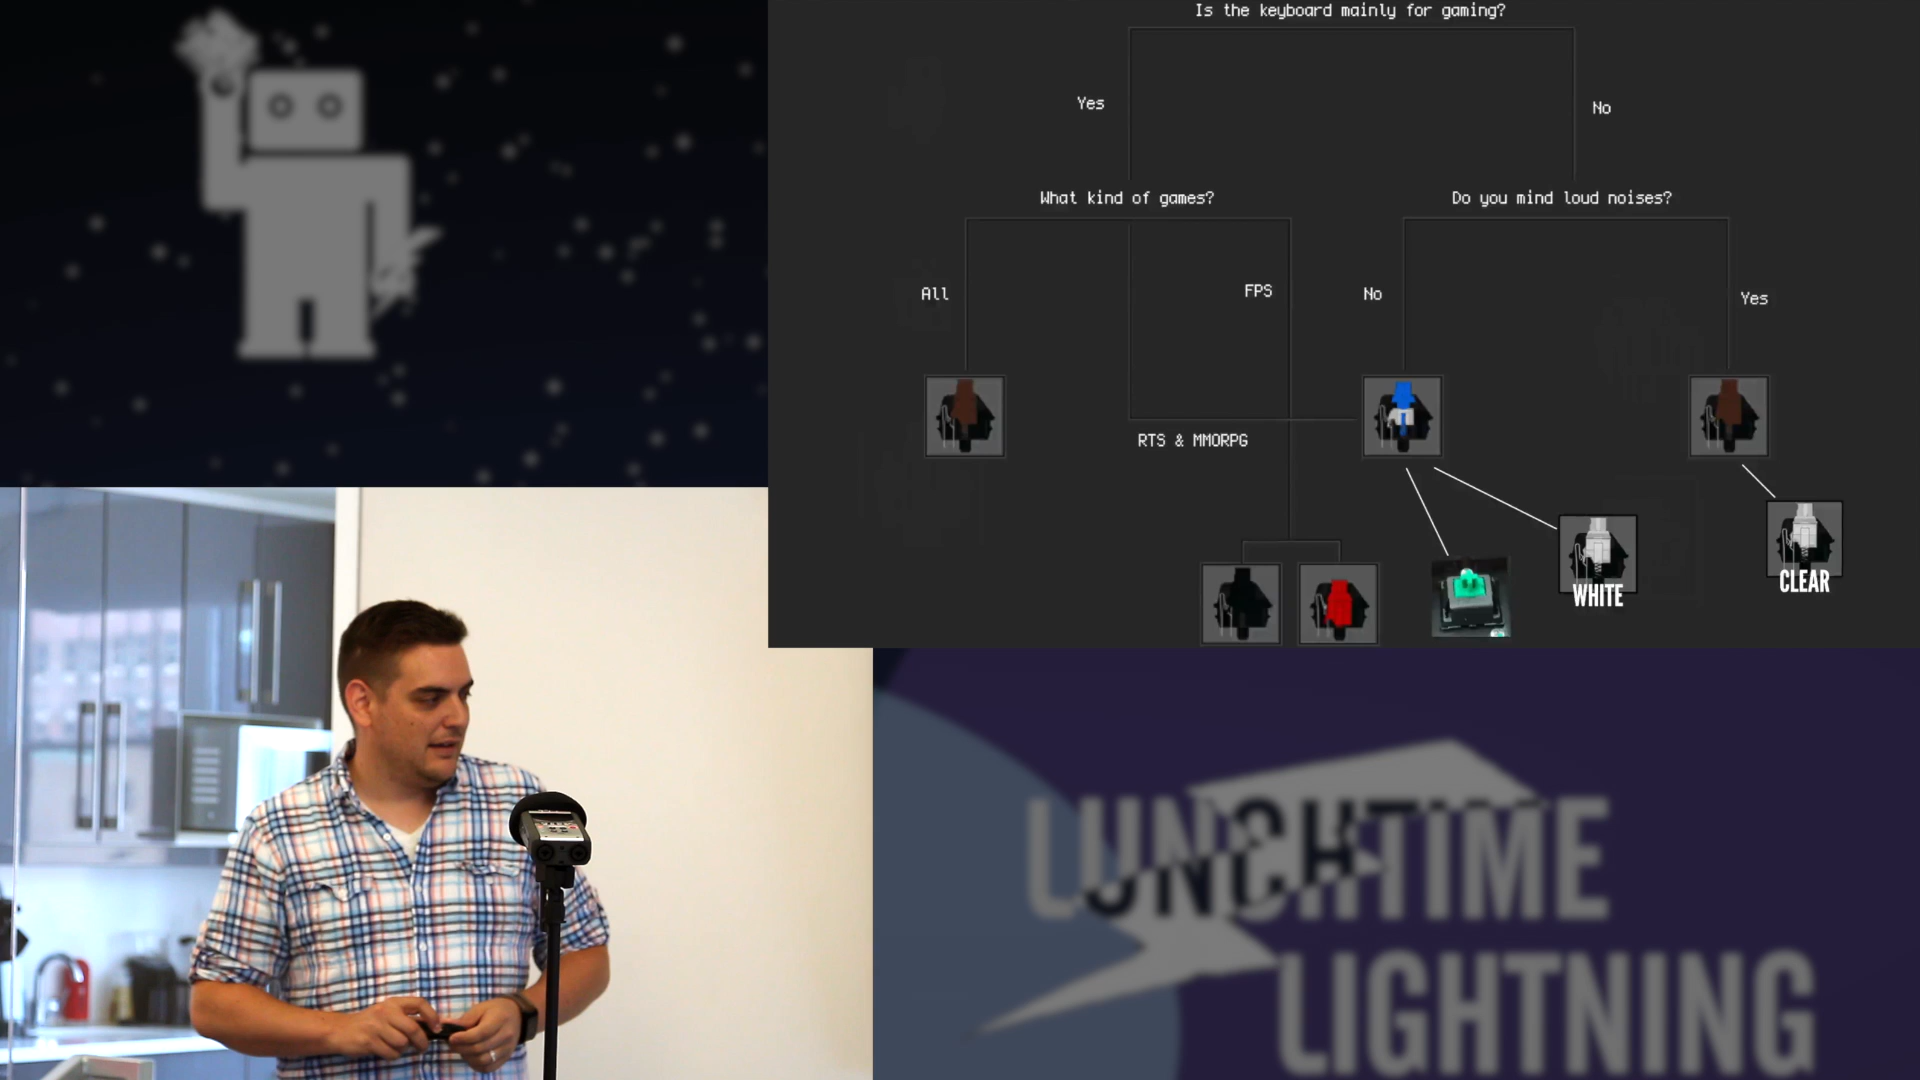 Is the keyboard mainly for gaming?
Yes
No
What kind of games?
Do you mind loud noises?
All
FPS
No
Yes
RTS & MMORPG
WHITE
CLEAR
LUNCHTIME
LIGHTNING